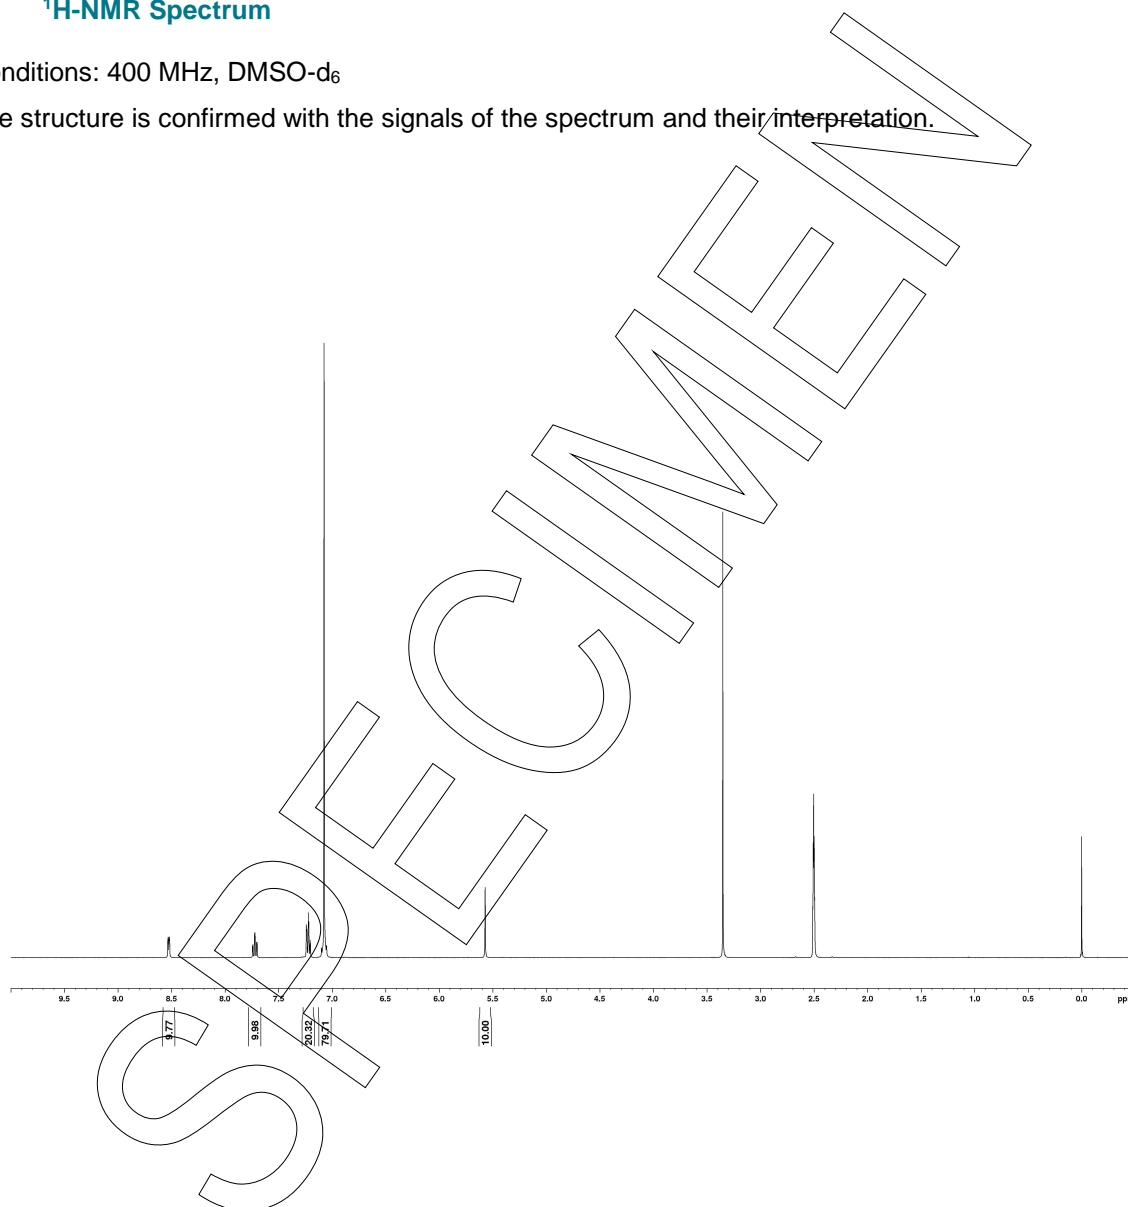 ¹H-NMR Spectrum
onditions: 400 MHz, DMSO-d₆
e structure is confirmed with the signals of the spectrum and their interpretation.
SPECIMEN
9.5 9.0 8.5 8.0 7.5 7.0 6.5 6.0 5.5 5.0 4.5 4.0 3.5 3.0 2.5 2.0 1.5 1.0 0.5 0.0 pp
9.77 9.98 20.32 79.71 10.00